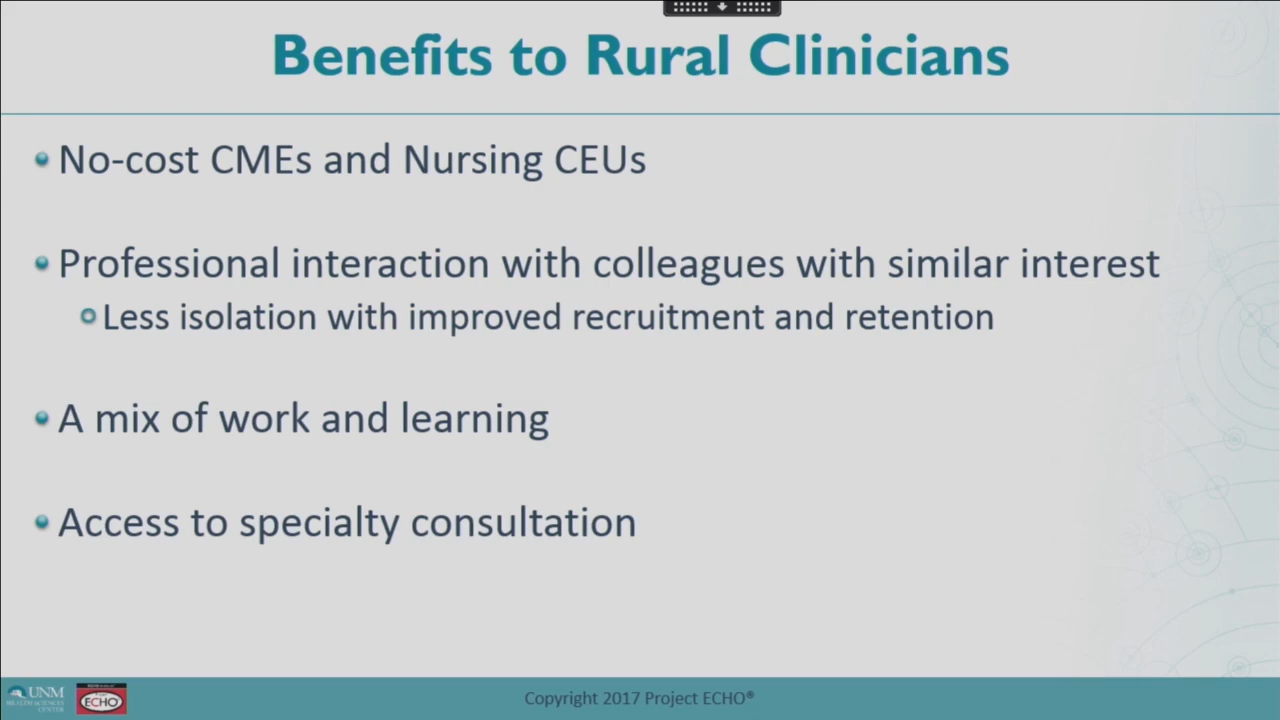 Benefits to Rural Clinicians
No-cost CMEs and Nursing CEUs
Professional interaction with colleagues with similar interest
Less isolation with improved recruitment and retention
A mix of work and learning
Access to specialty consultation
UNM
HEALTH SCIENCES
CENTER
ECHO
Copyright 2017 Project ECHO®